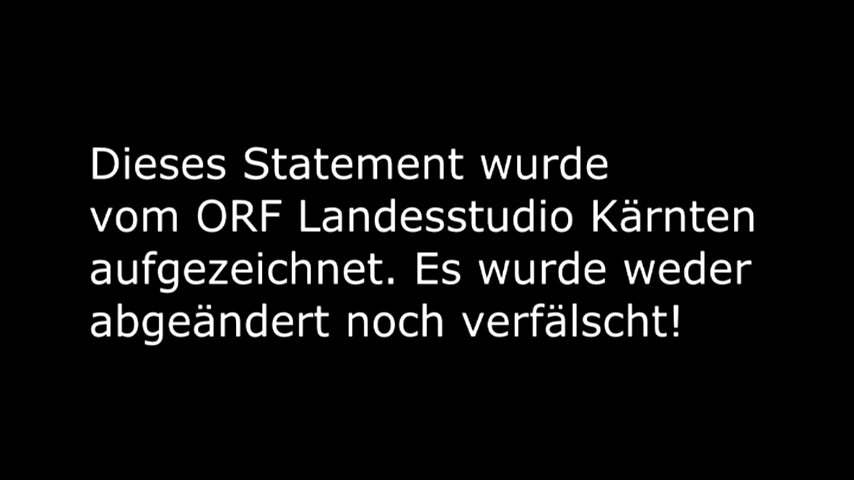 Dieses Statement wurde
vom ORF Landesstudio Kärnten
aufgezeichnet. Es wurde weder
abgeändert noch verfälscht!